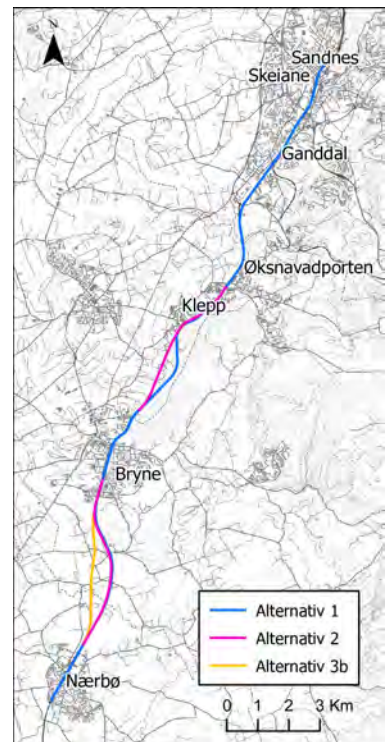 N
Sandnes
Skeiane
Ganddal
Øksnavadporten
Klepp
Bryne
Nærbø
Alternativ 1
Alternativ 2
Alternativ 3b
0 1 2 3 Km